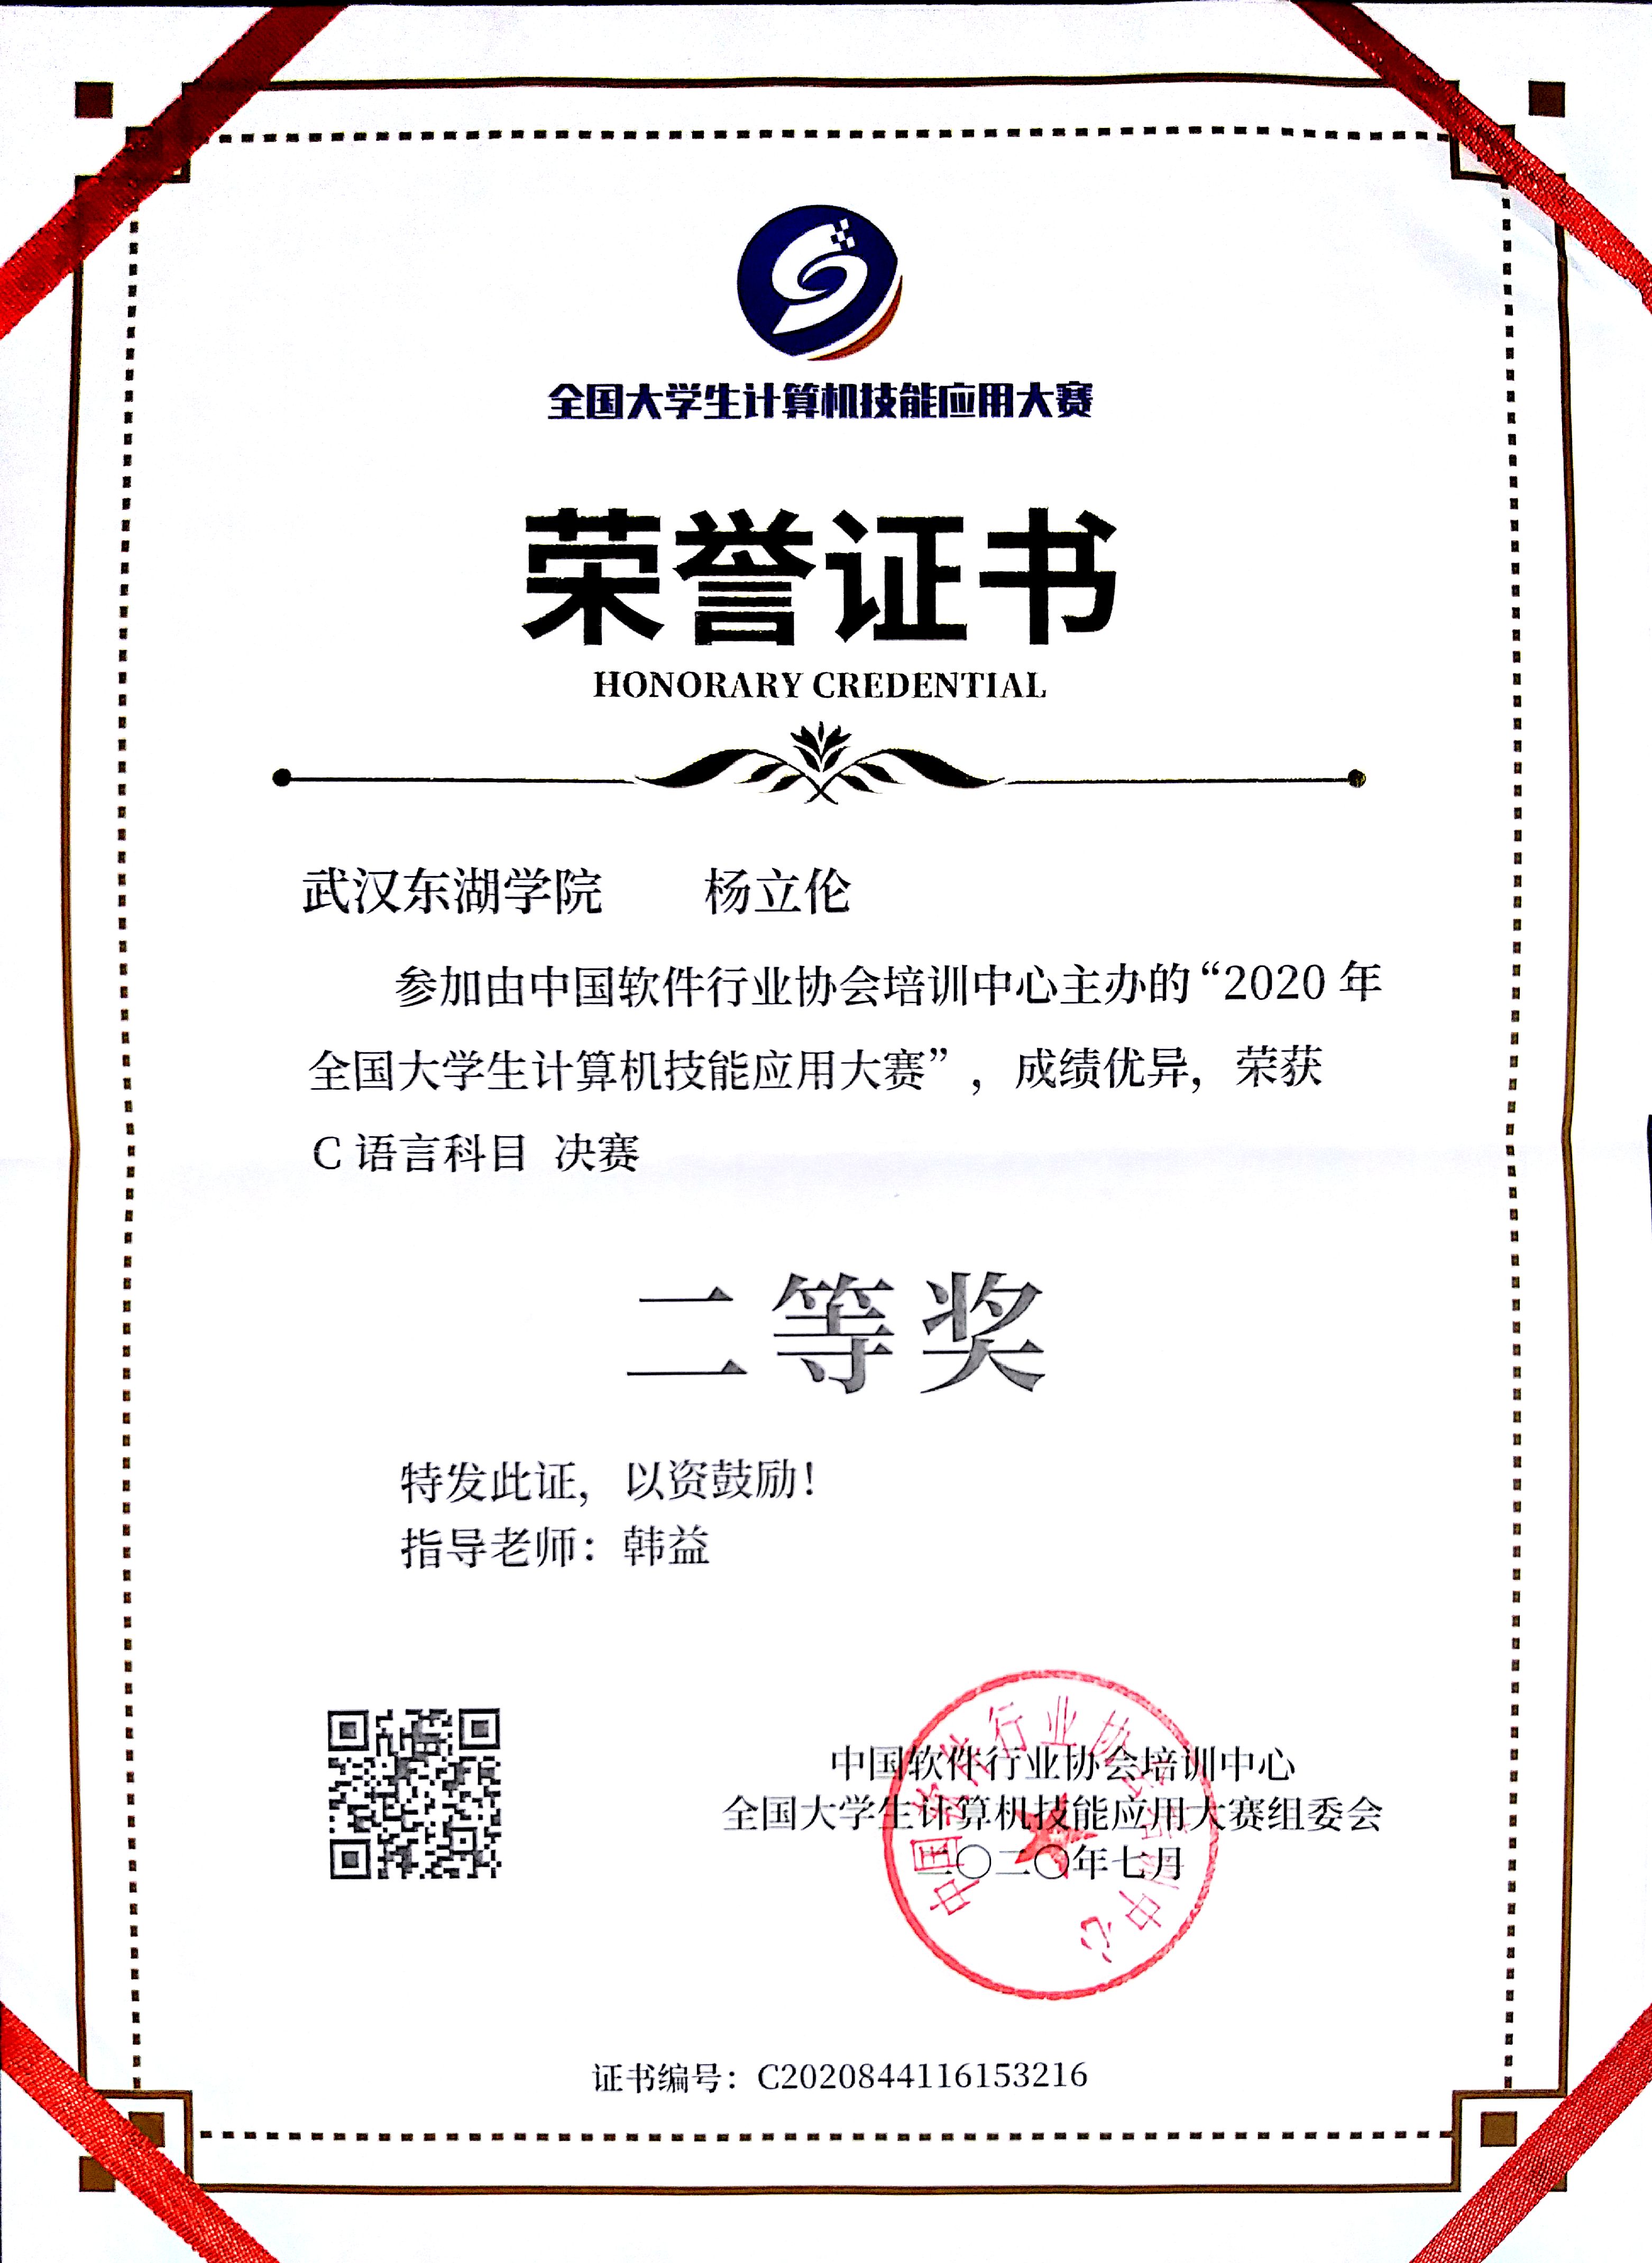 全国大学生计算机技能应用大赛
荣誉证书
HONORARY CREDENTIAL
武汉东湖学院 杨立伦
参加由中国软件行业协会培训中心主办的“2020 年
全国大学生计算机技能应用大赛”，成绩优异，荣获
C 语言科目 决赛
二等奖
特发此证，以资鼓励！
指导老师：韩益
中国软件行业协会培训中心
全国大学生计算机技能应用大赛组委会
二〇二〇年七月
中国软件行业协会培训中心
证书编号：C2020844116153216